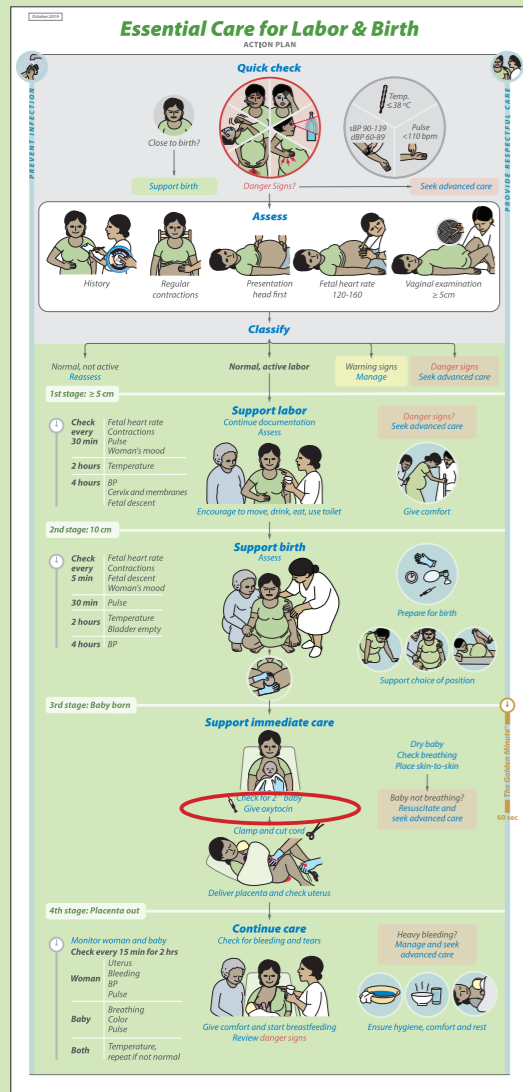 October 2019
Essential Care for Labor & Birth
ACTION PLAN
PREVENT INFECTION
PROVIDE RESPECTFUL CARE
Quick check
Close to birth?
Temp.
≤38 ºC
sBP 90-139
dBP 60-89
Pulse
<110 bpm
Support birth
Danger Signs?
Seek advanced care
Assess
History
Regular
contractions
Presentation
head first
Fetal heart rate
120-160
Vaginal examination
≥ 5cm
Classify
Normal, not active
Reassess
Normal, active labor
Warning signs
Manage
Danger signs
Seek advanced care
1st stage: ≥ 5 cm
Support labor
Continue documentation
Assess
Check every 30 min
Fetal heart rate
Contractions
Pulse
Woman's mood
2 hours
Temperature
4 hours
BP
Cervix and membranes
Fetal descent
Danger signs?
Seek advanced care
Encourage to move, drink, eat, use toilet
Give comfort
2nd stage: 10 cm
Support birth
Assess
Check every 5 min
Fetal heart rate
Contractions
Fetal descent
Woman's mood
30 min
Pulse
2 hours
Temperature
Bladder empty
4 hours
BP
Prepare for birth
Support choice of position
3rd stage: Baby born
Support immediate care
Check for 2ⁿᵈ baby
Give oxytocin
Clamp and cut cord
Deliver placenta and check uterus
Dry baby
Check breathing
Place skin-to-skin
Baby not breathing?
Resuscitate and
seek advanced care
The Golden Minute®
60 sec
4th stage: Placenta out
Continue care
Check for bleeding and tears
Monitor woman and baby
Check every 15 min for 2 hrs
Woman
Uterus
Bleeding
BP
Pulse
Baby
Breathing
Color
Pulse
Both
Temperature,
repeat if not normal
Give comfort and start breastfeeding
Review danger signs
Heavy bleeding?
Manage and seek
advanced care
Ensure hygiene, comfort and rest